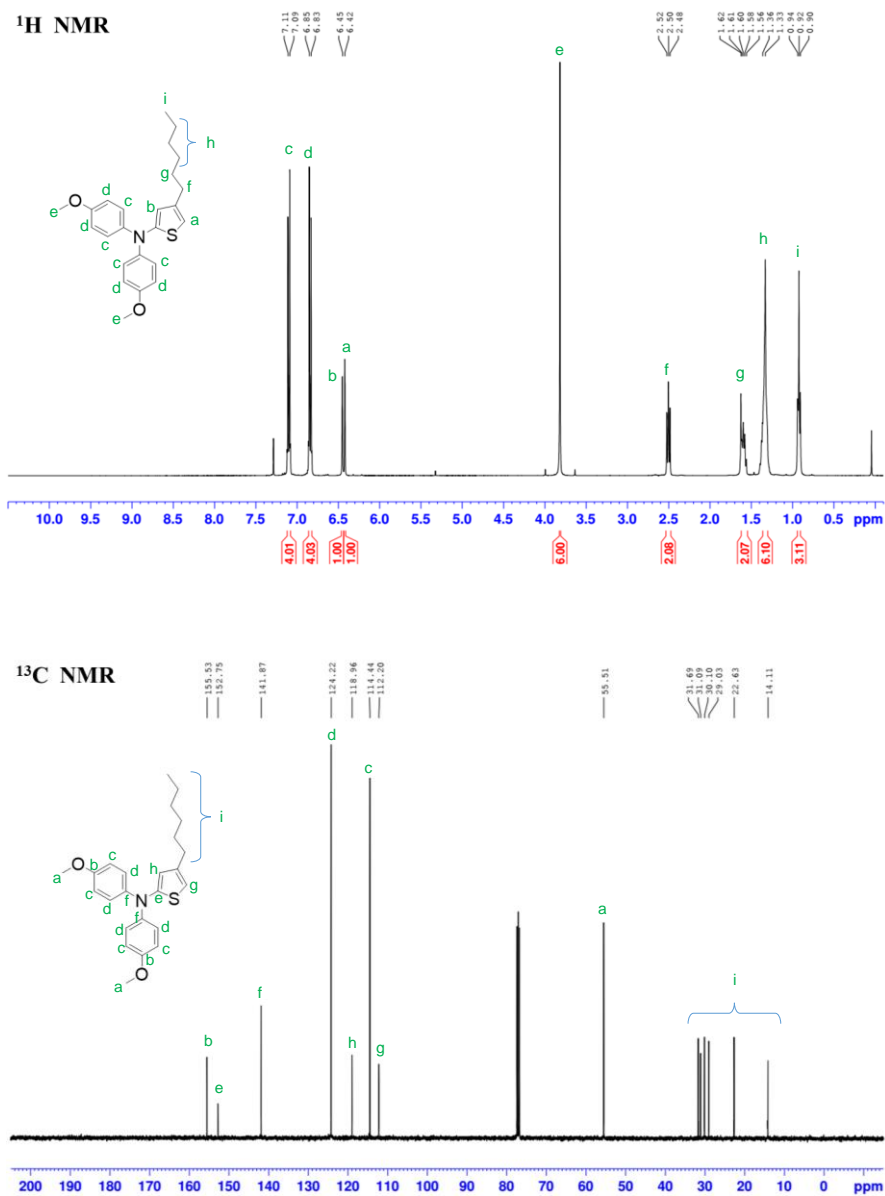 ¹H NMR
7.11
7.09
6.85
6.83
6.45
6.42
2.52
2.50
2.48
1.62
1.61
1.60
1.58
1.56
1.36
1.33
0.94
0.92
0.90
e
i
h
g
f
c
d
b
a
d
c
O
e
d
c
N
S
c
c
d
d
O
e
b
a
f
g
h
i
10.0 9.5 9.0 8.5 8.0 7.5 7.0 6.5 6.0 5.5 5.0 4.5 4.0 3.5 3.0 2.5 2.0 1.5 1.0 0.5 ppm
4.01
4.03
1.00
1.00
6.00
2.08
2.07
6.10
3.11
¹³C NMR
155.53
152.75
141.87
124.22
118.96
114.44
112.20
55.51
31.69
31.09
30.10
29.03
22.63
14.11
d
c
i
c
O
b
d
h
g
a
c
f
e
S
d
N
f
d
d
c
c
b
O
a
a
i
f
b
e
h
g
200 190 180 170 160 150 140 130 120 110 100 90 80 70 60 50 40 30 20 10 0 ppm